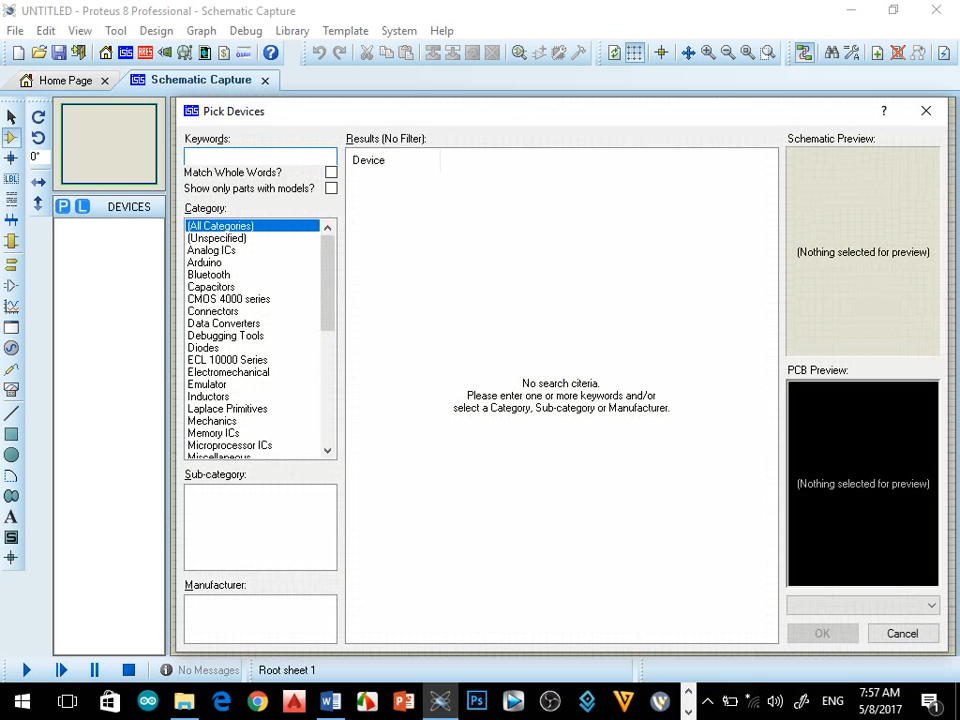 UNTITLED - Proteus 8 Professional - Schematic Capture
File Edit View Tool Design Graph Debug Library Template System Help
Home Page
Schematic Capture
Pick Devices
Keywords:
Match Whole Words?
Show only parts with models?
Category:
(All Categories)
(Unspecified)
Analog ICs
Arduino
Bluetooth
Capacitors
CMOS 4000 series
Connectors
Data Converters
Debugging Tools
Diodes
ECL 10000 Series
Electromechanical
Emulator
Inductors
Laplace Primitives
Mechanics
Memory ICs
Microprocessor ICs
Miscellaneous
Sub-category:
Manufacturer:
Results (No Filter):
Device
No search citeria.
Please enter one or more keywords and/or
select a Category, Sub-category or Manufacturer.
Schematic Preview:
(Nothing selected for preview)
PCB Preview:
(Nothing selected for preview)
OK Cancel
0°
LBL
P L DEVICES
A
No Messages Root sheet 1
ENG
7:57 AM
5/8/2017